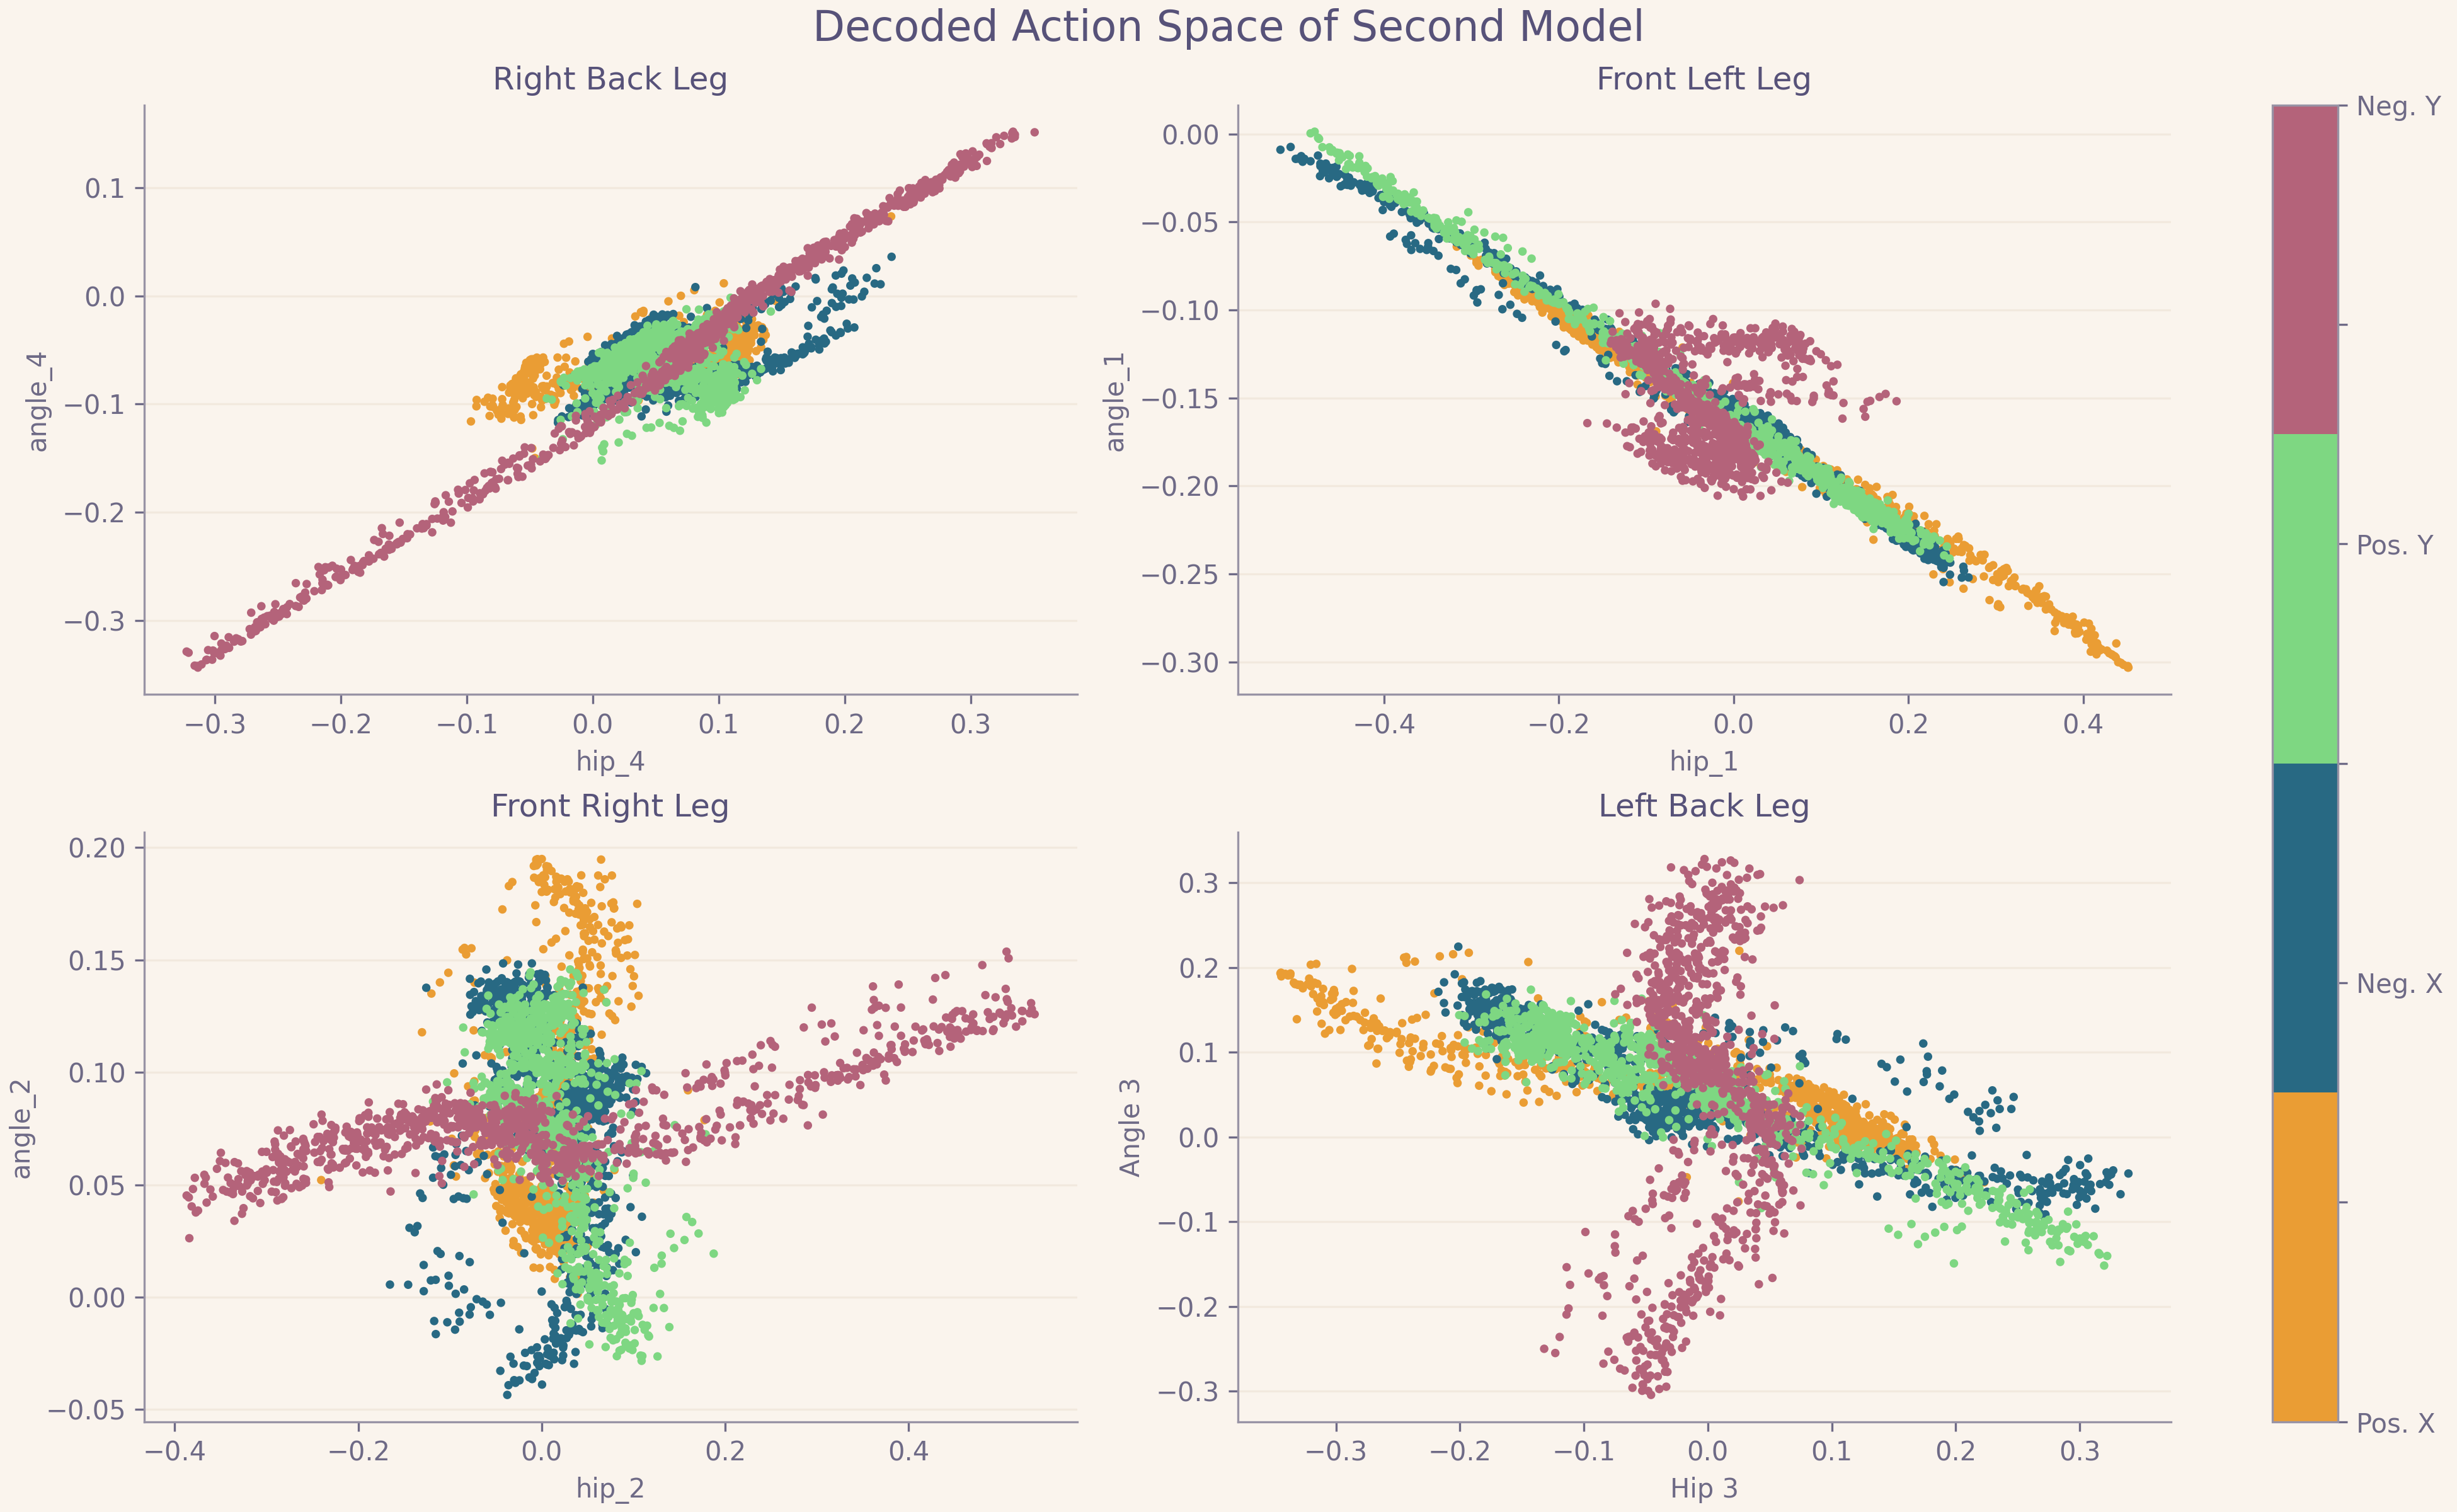 Decoded Action Space of Second Model
Right Back Leg
angle_4
0.1
0.0
−0.1
−0.2
−0.3
−0.3
−0.2
−0.1
0.0
0.1
0.2
0.3
hip_4
Front Left Leg
angle_1
0.00
−0.05
−0.10
−0.15
−0.20
−0.25
−0.30
−0.4
−0.2
0.0
0.2
0.4
hip_1
Front Right Leg
angle_2
0.20
0.15
0.10
0.05
0.00
−0.05
−0.4
−0.2
0.0
0.2
0.4
hip_2
Left Back Leg
Angle 3
0.3
0.2
0.1
0.0
−0.1
−0.2
−0.3
−0.3
−0.2
−0.1
0.0
0.1
0.2
0.3
Hip 3
Neg. Y
Pos. Y
Neg. X
Pos. X